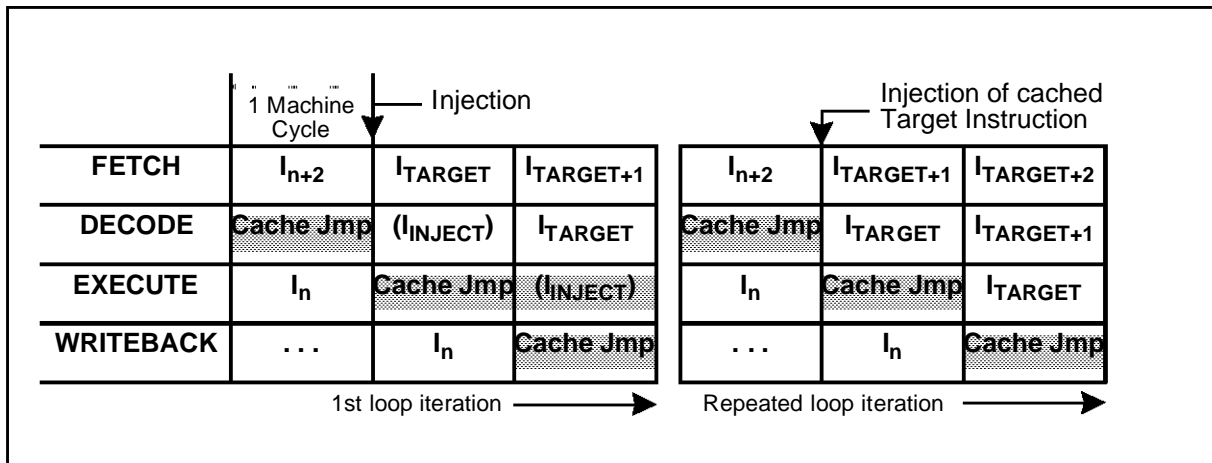 1 Machine
Cycle
Injection
Injection of cached
Target Instruction
FETCH In+2 ITARGET ITARGET+1 In+2 ITARGET+1 ITARGET+2
DECODE Cache Jmp (IINJECT) ITARGET Cache Jmp ITARGET ITARGET+1
EXECUTE In Cache Jmp (IINJECT) In Cache Jmp ITARGET
WRITEBACK . . . In Cache Jmp . . . In Cache Jmp
1st loop iteration Repeated loop iteration